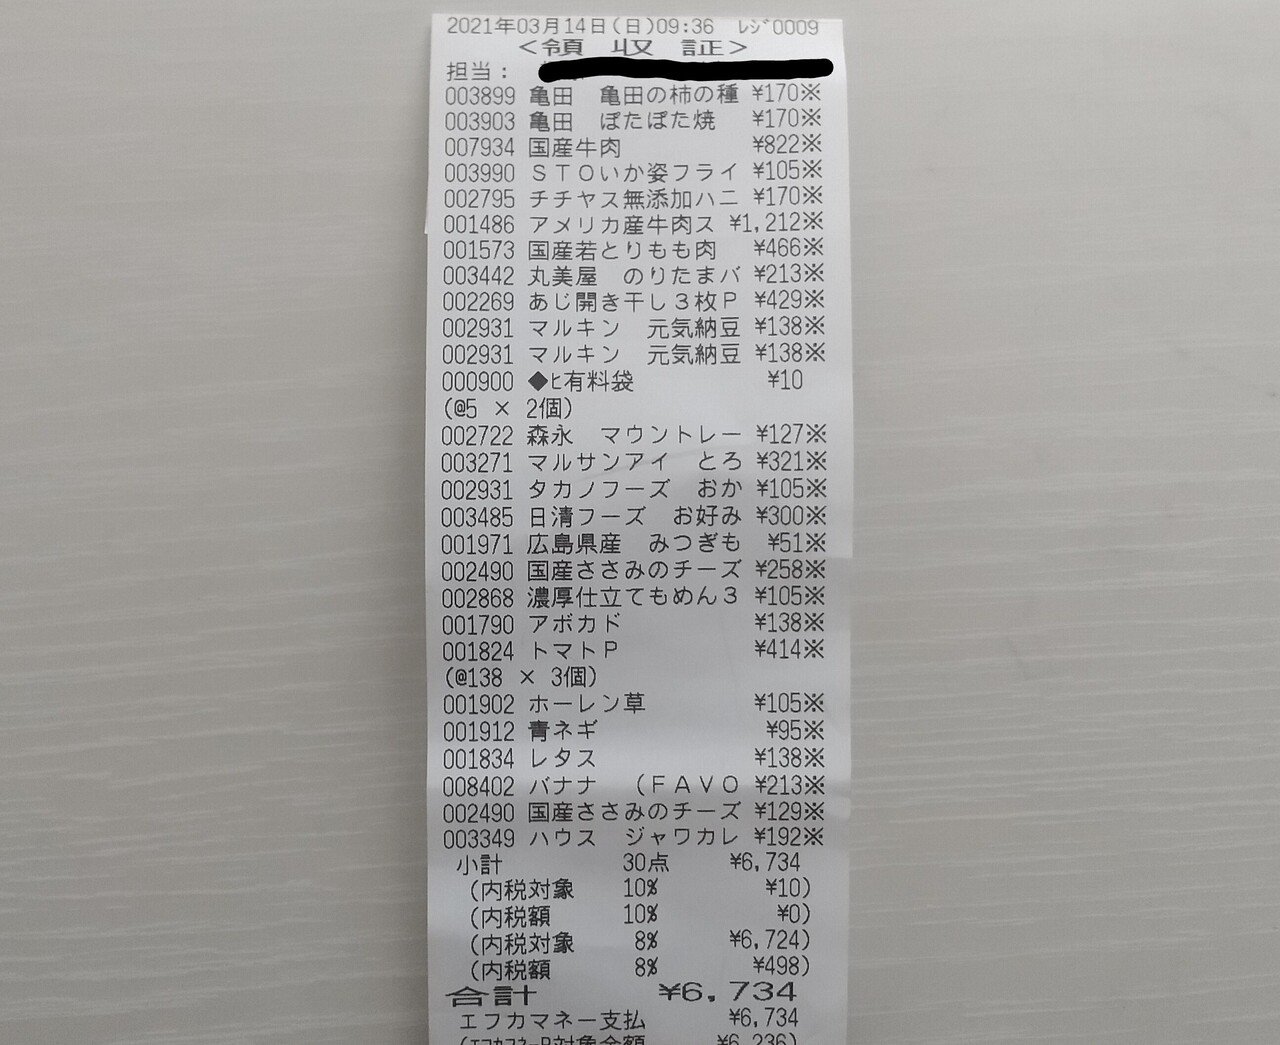 2021年03月14日(日)09:36 ﾚｼﾞ0009
<領 収 証>
担当:
003899 亀田 亀田の柿の種 ¥170※
003903 亀田 ぽたぽた焼 ¥170※
007934 国産牛肉 ¥822※
003990 STOいか姿フライ ¥105※
002795 チチヤス無添加ハニ ¥170※
001486 アメリカ産牛肉ス ¥1,212※
001573 国産若とりもも肉 ¥466※
003442 丸美屋 のりたまバ ¥213※
002269 あじ開き干し3枚P ¥429※
002931 マルキン 元気納豆 ¥138※
002931 マルキン 元気納豆 ¥138※
000900 ◆ﾋ有料袋 ¥10
(@5 × 2個)
002722 森永 マウントレー ¥127※
003271 マルサンアイ とろ ¥321※
002931 タカノフーズ おか ¥105※
003485 日清フーズ お好み ¥300※
001971 広島県産 みつぎも ¥51※
002490 国産ささみのチーズ ¥258※
002868 濃厚仕立てもめん3 ¥105※
001790 アボカド ¥138※
001824 トマトP ¥414※
(@138 × 3個)
001902 ホーレン草 ¥105※
001912 青ネギ ¥95※
001834 レタス ¥138※
008402 バナナ (FAVO ¥213※
002490 国産ささみのチーズ ¥129※
003349 ハウス ジャワカレ ¥192※
小計 30点 ¥6,734
(内税対象 10% ¥10)
(内税額 10% ¥0)
(内税対象 8% ¥6,724)
(内税額 8% ¥498)
合計 ¥6,734
エフカマネー支払 ¥6,734
(ｴﾌｶﾏﾈｰP対象金額 ¥6,236)